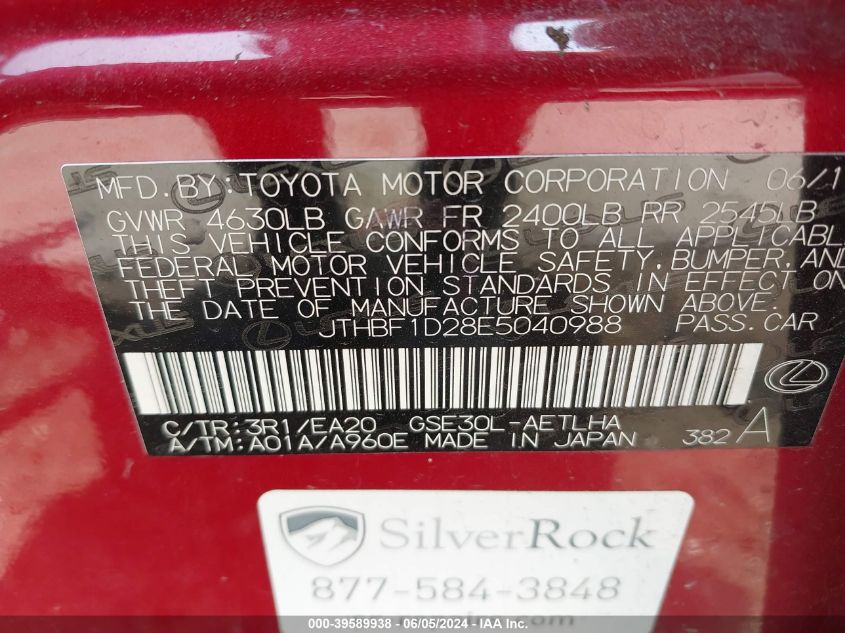 MFD. BY: TOYOTA MOTOR CORPORATION 06/1
GVWR 4630LB GAWR FR 2400LB RR 2545LB
THIS VEHICLE CONFORMS TO ALL APPLICABL
FEDERAL MOTOR VEHICLE SAFETY, BUMPER, AND
THEFT PREVENTION STANDARDS IN EFFECT ON
THE DATE OF MANUFACTURE SHOWN ABOVE.
JTHBF1D28E5040988 PASS. CAR
C/TR: 3R1/EA20 GSE30L-AETLHA
A/TM: A01A/A960E MADE IN JAPAN 382 A
SilverRock
877-584-3848
000-39589938 - 06/05/2024 - IAA Inc.